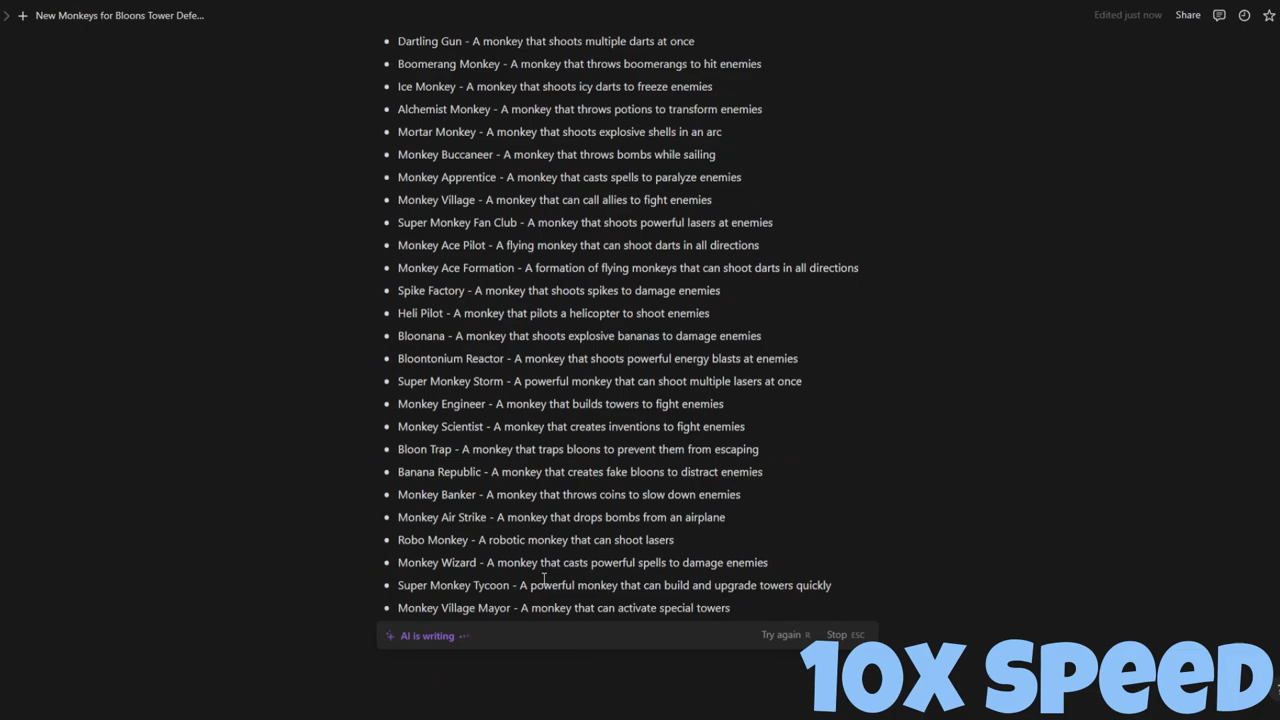 New Monkeys for Bloons Tower Defe...
Edited just now
Share
Dartling Gun - A monkey that shoots multiple darts at once
Boomerang Monkey - A monkey that throws boomerangs to hit enemies
Ice Monkey - A monkey that shoots icy darts to freeze enemies
Alchemist Monkey - A monkey that throws potions to transform enemies
Mortar Monkey - A monkey that shoots explosive shells in an arc
Monkey Buccaneer - A monkey that throws bombs while sailing
Monkey Apprentice - A monkey that casts spells to paralyze enemies
Monkey Village - A monkey that can call allies to fight enemies
Super Monkey Fan Club - A monkey that shoots powerful lasers at enemies
Monkey Ace Pilot - A flying monkey that can shoot darts in all directions
Monkey Ace Formation - A formation of flying monkeys that can shoot darts in all directions
Spike Factory - A monkey that shoots spikes to damage enemies
Heli Pilot - A monkey that pilots a helicopter to shoot enemies
Bloonana - A monkey that shoots explosive bananas to damage enemies
Bloontonium Reactor - A monkey that shoots powerful energy blasts at enemies
Super Monkey Storm - A powerful monkey that can shoot multiple lasers at once
Monkey Engineer - A monkey that builds towers to fight enemies
Monkey Scientist - A monkey that creates inventions to fight enemies
Bloon Trap - A monkey that traps bloons to prevent them from escaping
Banana Republic - A monkey that creates fake bloons to distract enemies
Monkey Banker - A monkey that throws coins to slow down enemies
Monkey Air Strike - A monkey that drops bombs from an airplane
Robo Monkey - A robotic monkey that can shoot lasers
Monkey Wizard - A monkey that casts powerful spells to damage enemies
Super Monkey Tycoon - A powerful monkey that can build and upgrade towers quickly
Monkey Village Mayor - A monkey that can activate special towers
AI is writing
Try again R
Stop ESC
10X SPEED